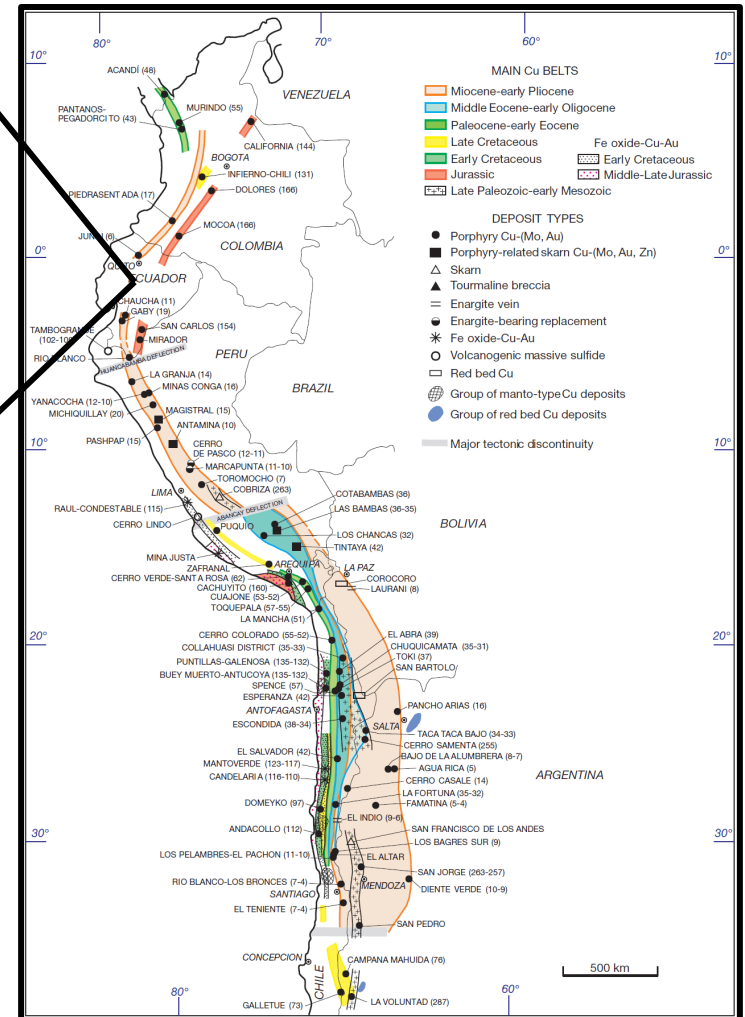 80°
70°
10°
10°
ACANDÍ (48)
VENEZUELA
MAIN Cu BELTS
Miocene-early Pliocene
Middle Eocene-early Oligocene
Paleocene-early Eocene
Late Cretaceous
Fe oxide-Cu-Au
Early Cretaceous
Early Cretaceous
Jurassic
Middle-Late Jurassic
Late Paleozoic-early Mesozoic
PANTANOS-
PEGADORCITO (43)
MURINDO (55)
CALIFORNIA (144)
BOGOTA
INFIERNO-CHILI (131)
DOLORES (166)
PIEDRASENTADA (17)
MOCOA (166)
COLOMBIA
0°
0°
QUITO
ECUADOR
CHAUCHA (11)
GABY (19)
SAN CARLOS (154)
MIRADOR
TAMBOGRANDE
RIO BLANCO
HUANCABAMBA DEFLECTION
PERU
BRAZIL
DEPOSIT TYPES
Porphyry Cu-(Mo, Au)
Porphyry-related skarn Cu-(Mo, Au, Zn)
Skarn
Tourmaline breccia
Enargite vein
Enargite-bearing replacement
Fe oxide-Cu-Au
Volcanogenic massive sulfide
Red bed Cu
Group of manto-type Cu deposits
Group of red bed Cu deposits
Major tectonic discontinuity
LA GRANJA (14)
MINAS CONGA (16)
YANACOCHA (12-10)
MICHIQUILLAY (20)
MAGISTRAL (15)
ANTAMINA (10)
PASHPAP (15)
10°
10°
CERRO
DE PASCO (12-11)
MARCAPUNTA (11-10)
TOROMOCHO (7)
COBRIZA (263)
LIMA
RAUL-CONDESTABLE (115)
CERRO LINDO
ABANCAY DEFLECTION
PUQUIO
COTABAMBAS (36)
LAS BAMBAS (36-35)
LOS CHANCAS (32)
TINTAYA (42)
BOLIVIA
MINA JUSTA
ZAFRANAL
AREQUIPA
LA PAZ
COROCORO
LAURANI (8)
CERRO VERDE-SANTA ROSA (62)
CACHUYITO (160)
CUAJONE (53-52)
TOQUEPALA (57-55)
LA MANCHA (51)
20°
20°
CERRO COLORADO (55-52)
COLLAHUASI DISTRICT (35-33)
PUNTILLAS-GALENOSA (135-132)
BUEY MUERTO-ANTUCOYA (135-132)
SPENCE (57)
ESPERANZA (42)
ANTOFAGASTA
ESCONDIDA (38-34)
EL ABRA (39)
CHUQUICAMATA (35-31)
TOKI (37)
SAN BARTOLO
PANCHO ARIAS (16)
SALTA
TACA TACA BAJO (34-33)
CERRO SAMENTA (255)
BAJO DE LA ALUMBRERA (8-7)
AGUA RICA (5)
ARGENTINA
EL SALVADOR (42)
MANTOVERDE (123-117)
CANDELARIA (116-110)
CERRO CASALE (14)
LA FORTUNA (35-32)
FAMATINA (5-4)
DOMEYKO (97)
EL INDIO (9-6)
ANDACOLLO (112)
30°
30°
SAN FRANCISCO DE LOS ANDES
LOS BAGRES SUR (9)
LOS PELAMBRES-EL PACHON (11-10)
EL ALTAR
SAN JORGE (263-257)
RIO BLANCO-LOS BRONCES (7-4)
MENDOZA
DIENTE VERDE (10-9)
SANTIAGO
EL TENIENTE (7-4)
SAN PEDRO
CONCEPCION
CHILE
CAMPANA MAHUIDA (76)
500 km
80°
60°
GALLETUE (73)
LA VOLUNTAD (287)